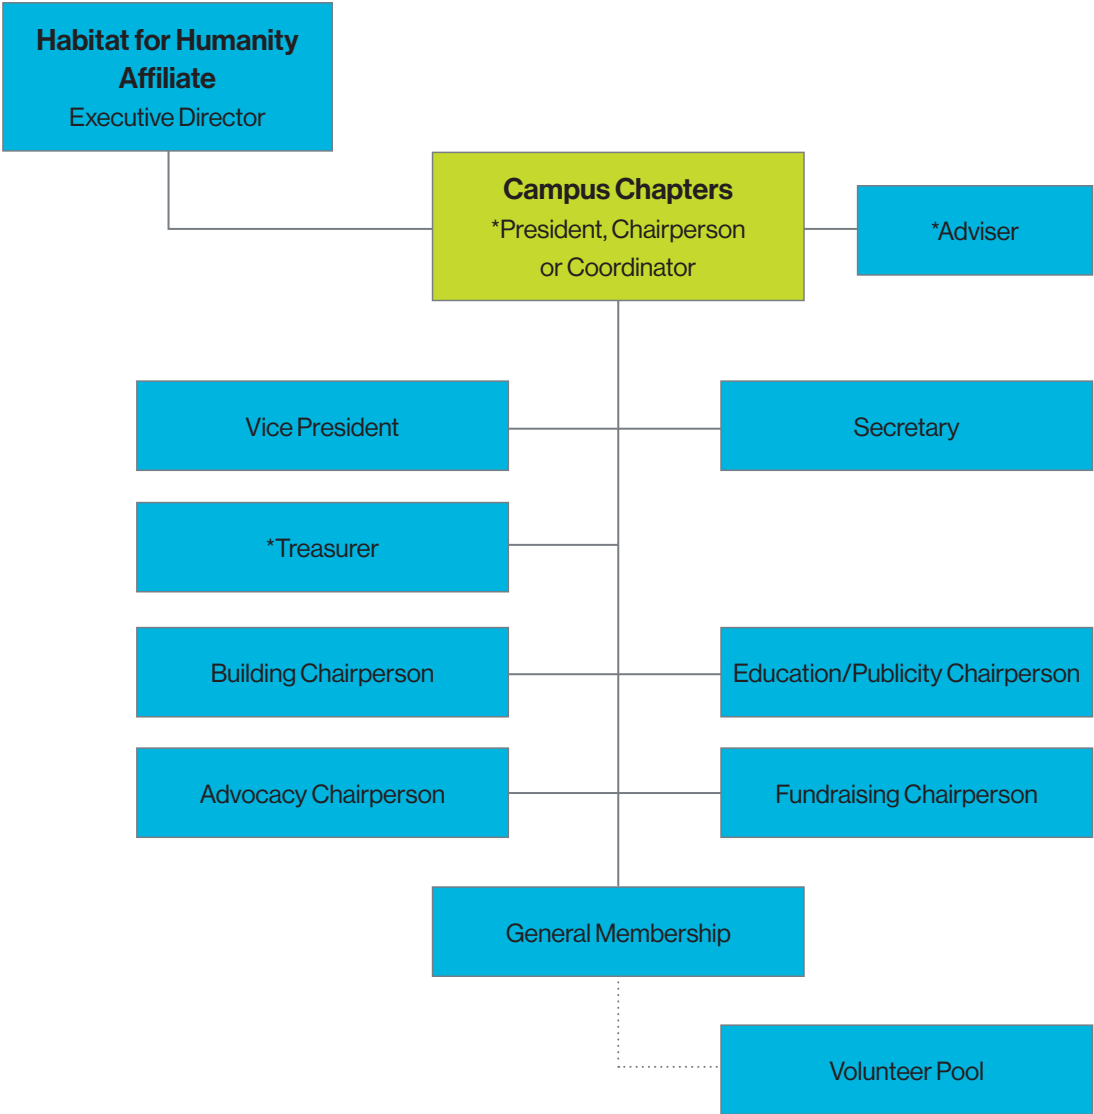 Habitat for Humanity
Affiliate
Executive Director
Campus Chapters
*President, Chairperson
or Coordinator
*Adviser
Vice President
Secretary
*Treasurer
Building Chairperson
Education/Publicity Chairperson
Advocacy Chairperson
Fundraising Chairperson
General Membership
Volunteer Pool